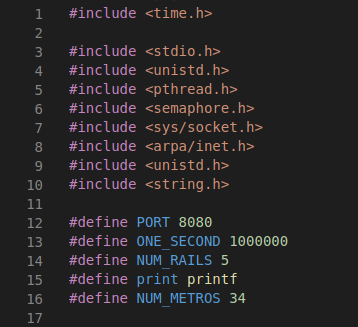 1 #include <time.h>
2
3 #include <stdio.h>
4 #include <unistd.h>
5 #include <pthread.h>
6 #include <semaphore.h>
7 #include <sys/socket.h>
8 #include <arpa/inet.h>
9 #include <unistd.h>
10 #include <string.h>
11
12 #define PORT 8080
13 #define ONE_SECOND 1000000
14 #define NUM_RAILS 5
15 #define print printf
16 #define NUM_METROS 34
17